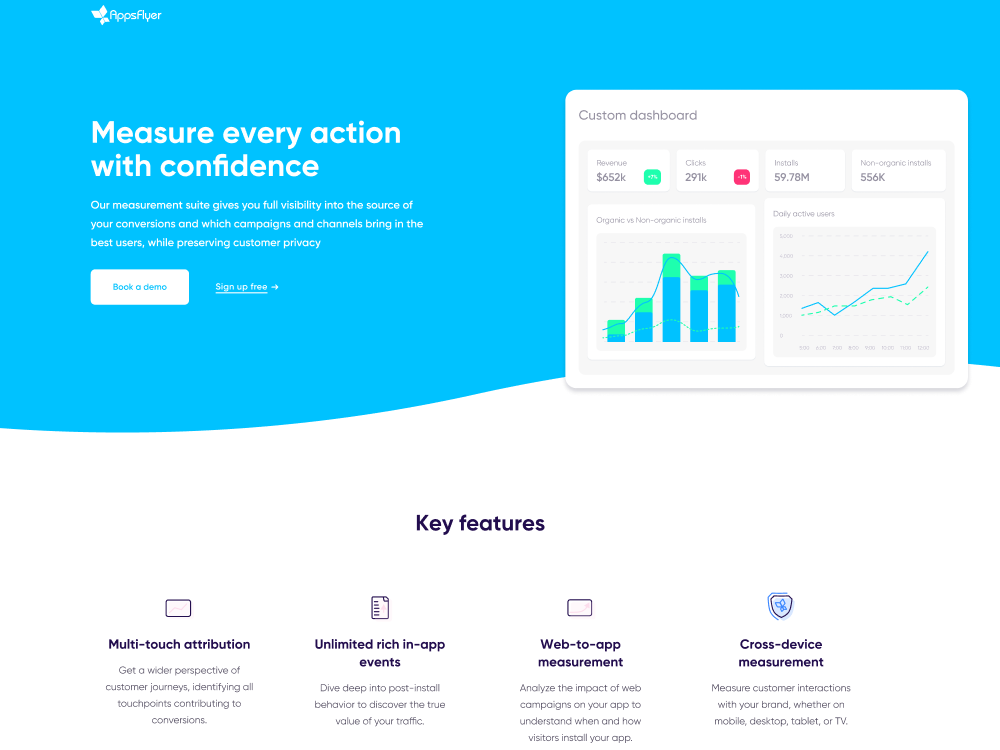 AppsFlyer
Measure every action
with confidence
Our measurement suite gives you full visibility into the source of
your conversions and which campaigns and channels bring in the
best users, while preserving customer privacy
Book a demo
Sign up free →
Custom dashboard
Revenue
$652k
Clicks
291k
Installs
59.78M
Non-organic installs
556K
Organic vs Non-organic installs
Daily active users
5,000
4,000
3,000
2,000
1,000
0
Key features
Multi-touch attribution
Get a wider perspective of
customer journeys, identifying all
touchpoints contributing to
conversions.
Unlimited rich in-app
events
Dive deep into post-install
behavior to discover the true
value of your traffic.
Web-to-app
measurement
Analyze the impact of web
campaigns on your app to
understand when and how
visitors install your app.
Cross-device
measurement
Measure customer interactions
with your brand, whether on
mobile, desktop, tablet, or TV.